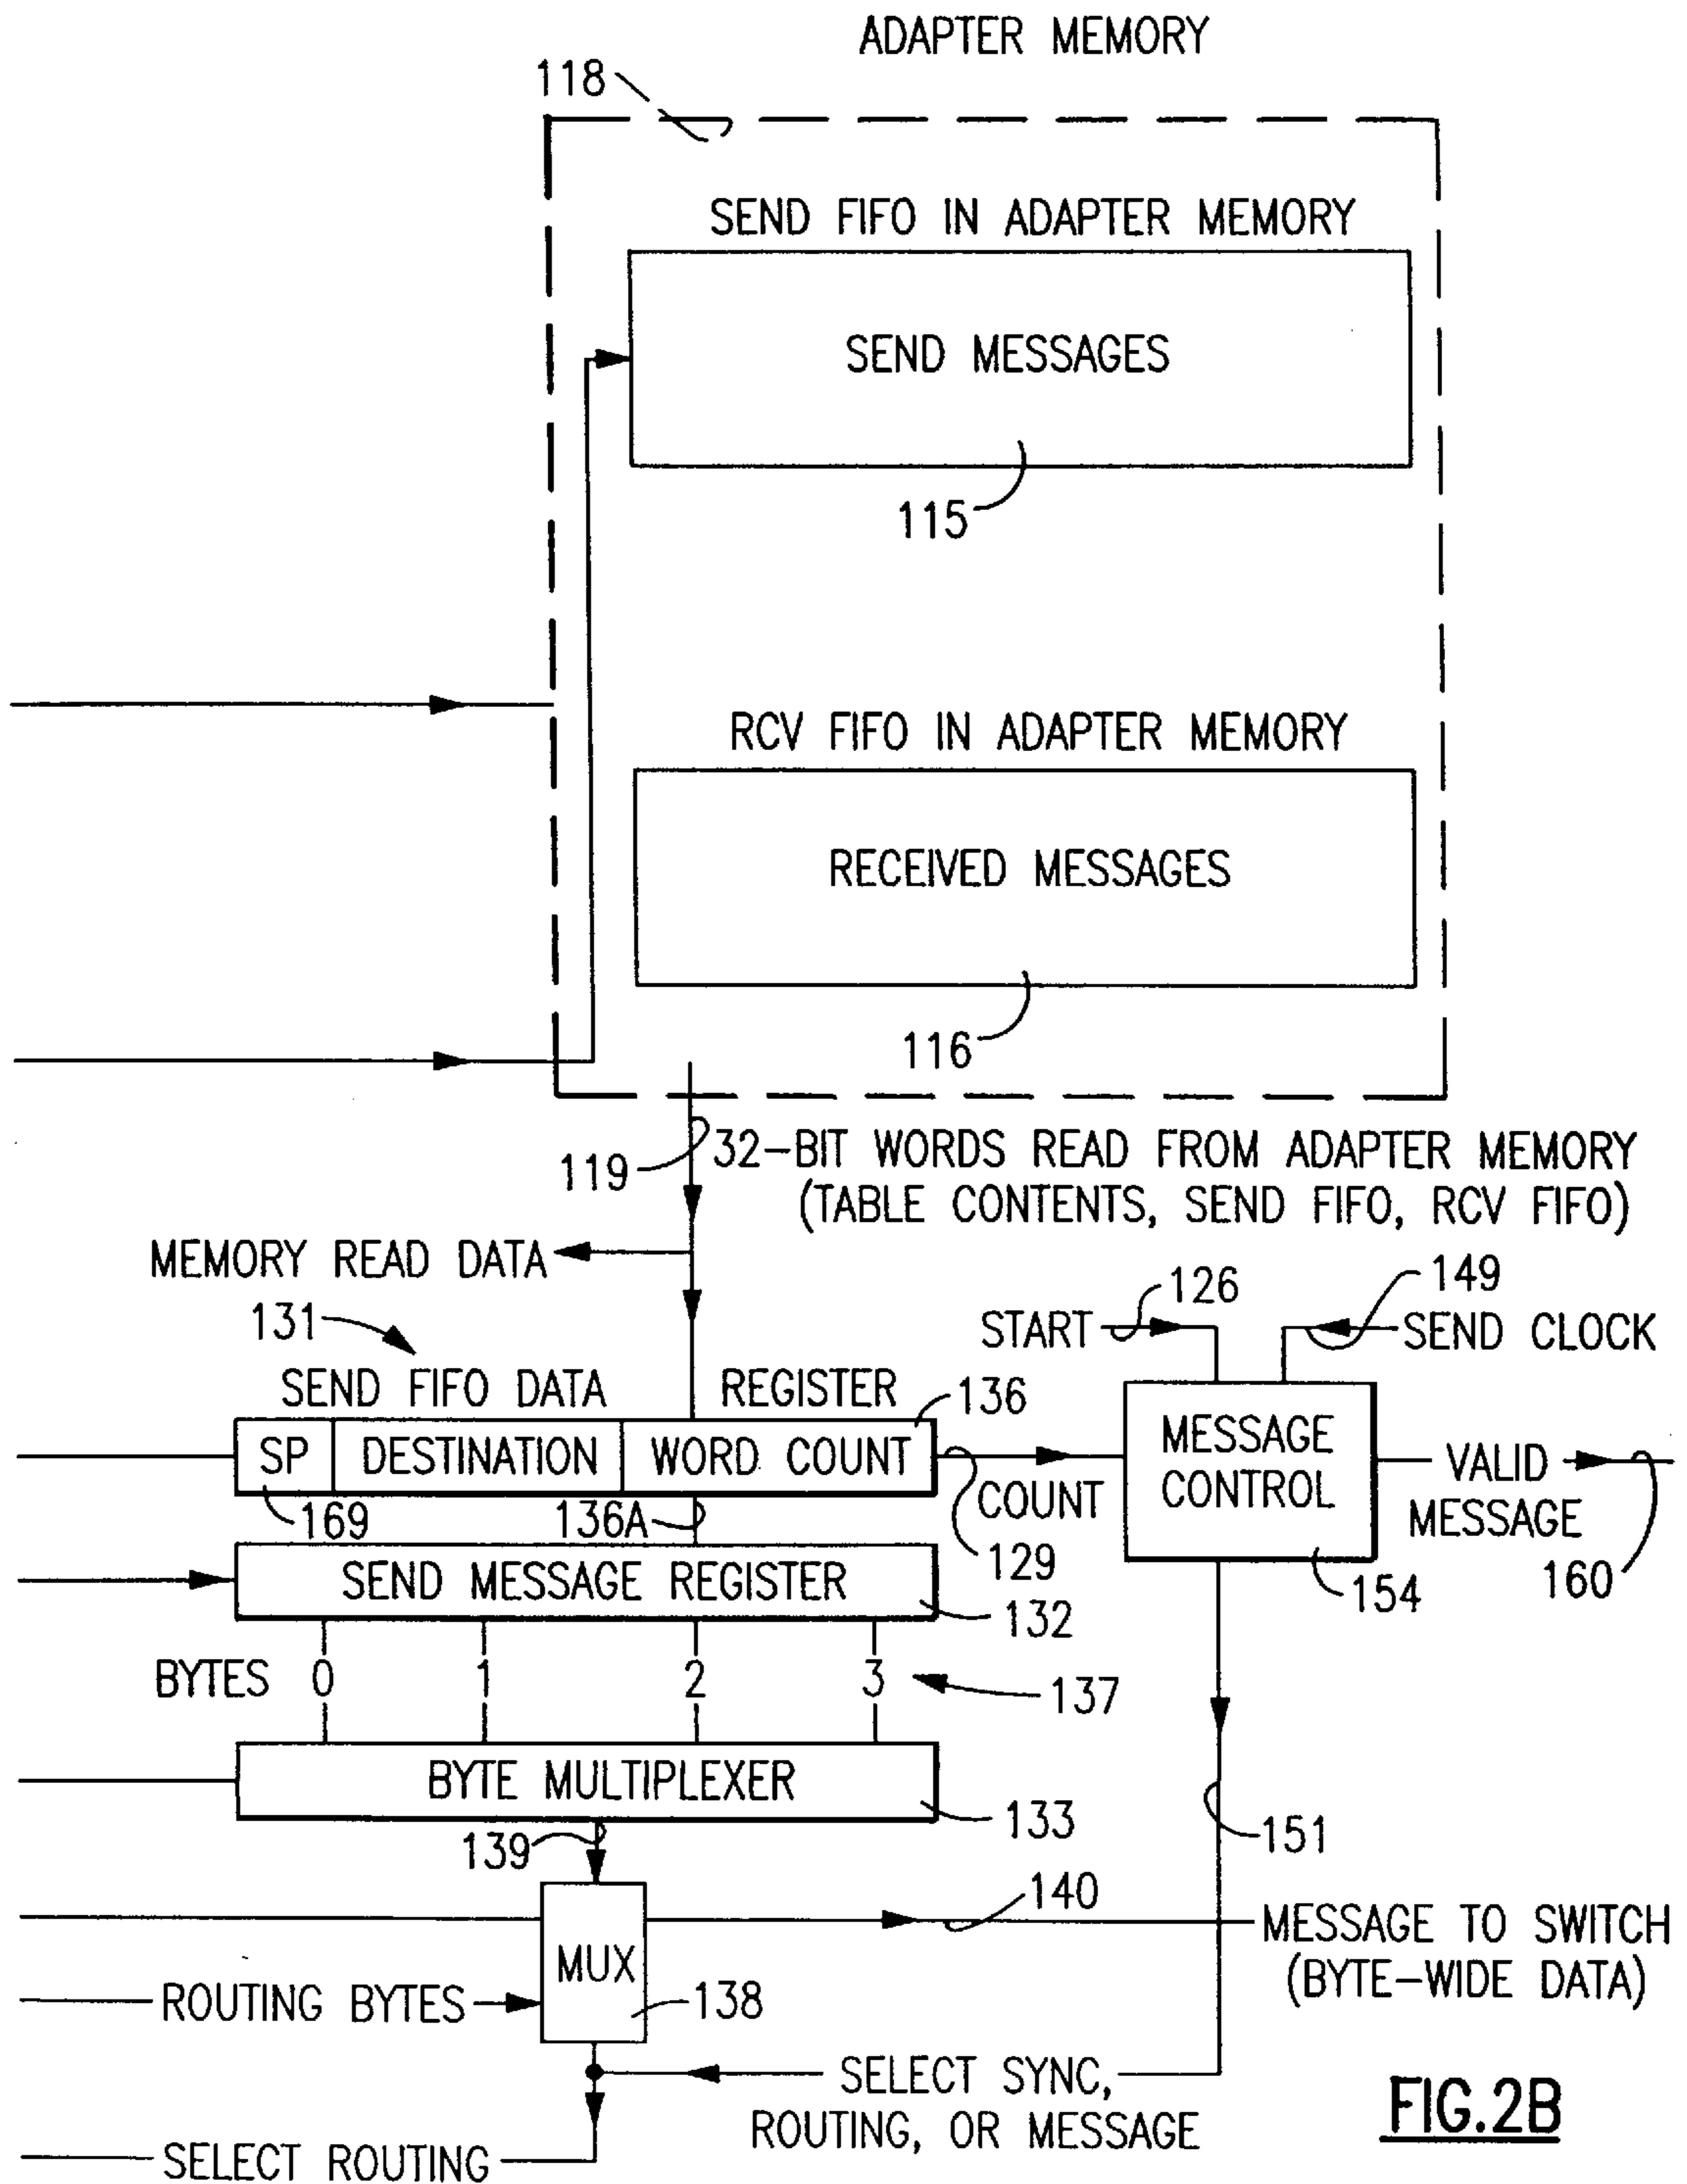 ADAPTER MEMORY
118
SEND FIFO IN ADAPTER MEMORY
SEND MESSAGES
115
RCV FIFO IN ADAPTER MEMORY
RECEIVED MESSAGES
116
119
32-BIT WORDS READ FROM ADAPTER MEMORY
(TABLE CONTENTS, SEND FIFO, RCV FIFO)
MEMORY READ DATA
126
149
131
START
SEND CLOCK
SEND FIFO DATA REGISTER
136
SP DESTINATION WORD COUNT
MESSAGE
CONTROL
VALID
MESSAGE
COUNT
169
136A
129
154
160
SEND MESSAGE REGISTER
132
BYTES 0 1 2 3
137
BYTE MULTIPLEXER
133
151
139
140
MESSAGE TO SWITCH
(BYTE-WIDE DATA)
MUX
ROUTING BYTES
138
SELECT SYNC,
ROUTING, OR MESSAGE
SELECT ROUTING
FIG.2B